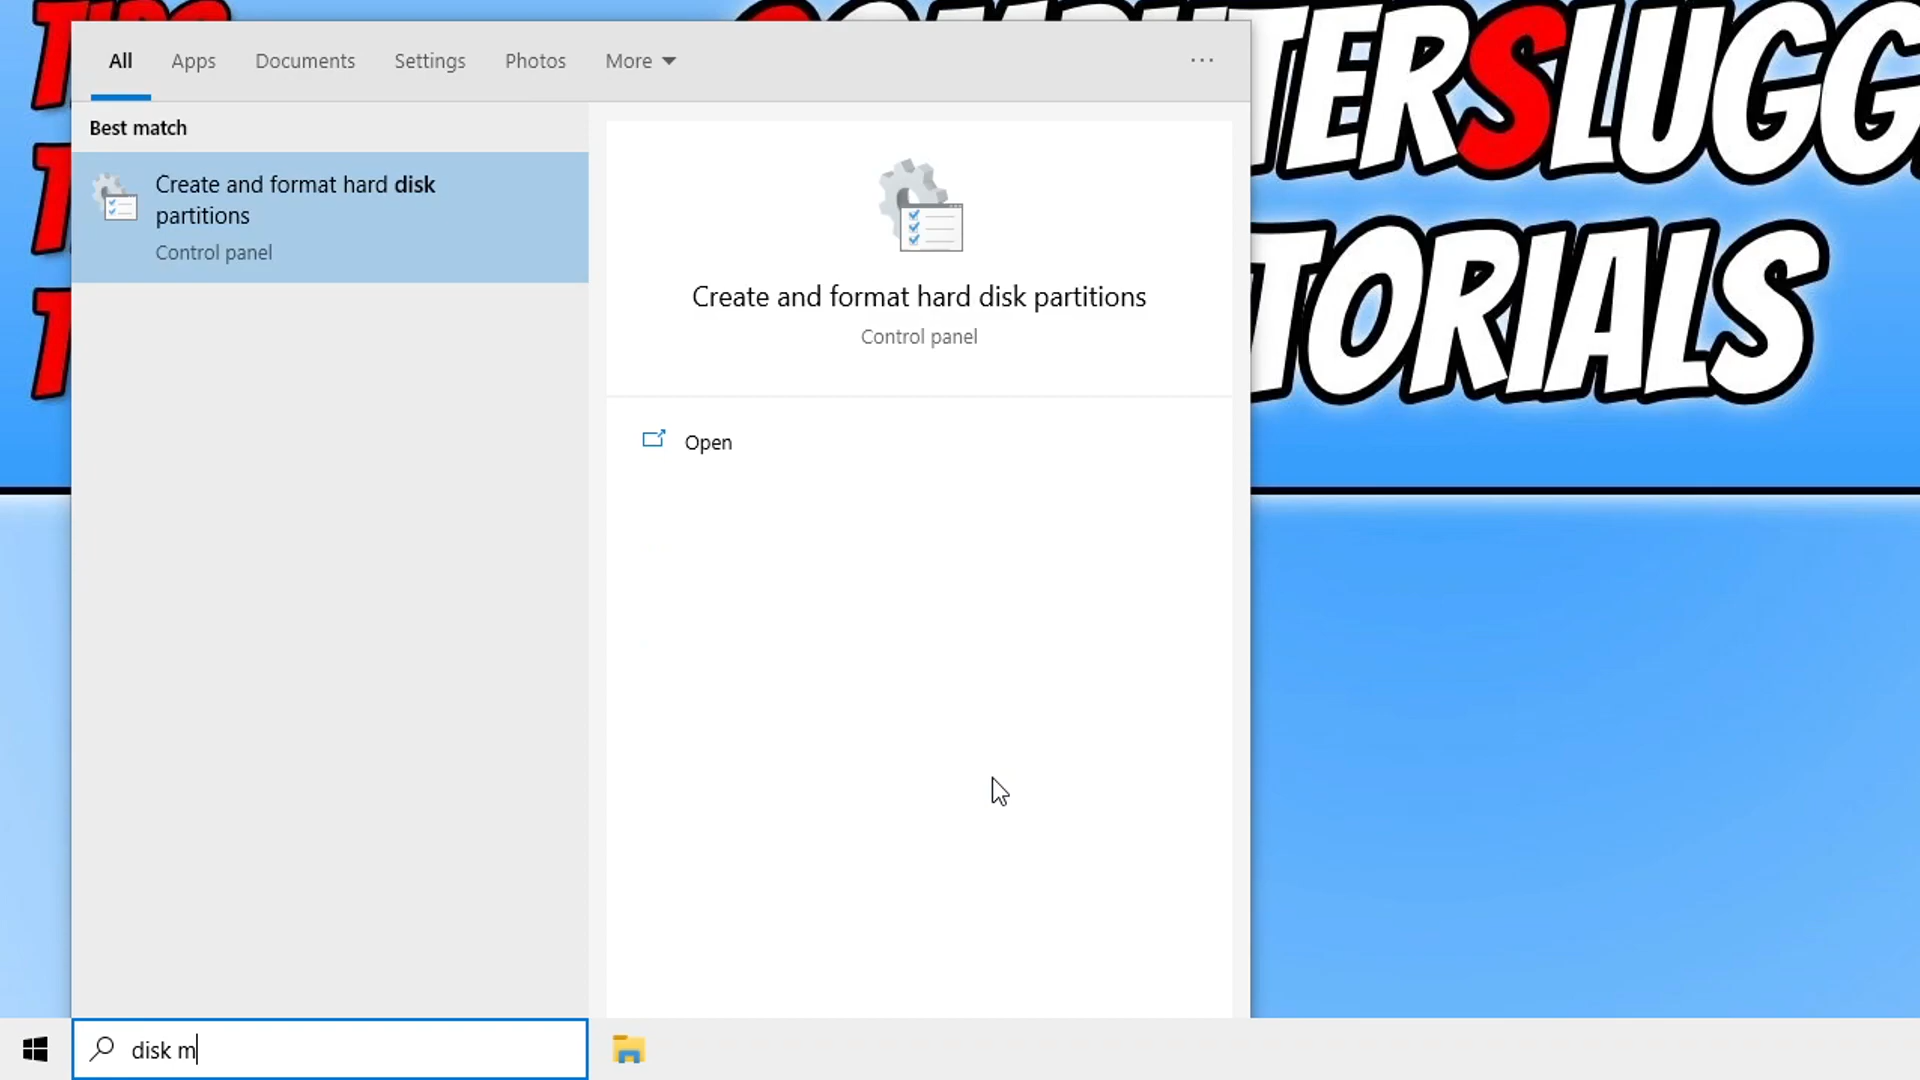 All Apps Documents Settings Photos More ...
Best match
Create and format hard disk
partitions
Control panel
Create and format hard disk partitions
Control panel
Open
TERSLUGG
TORIALS
disk m